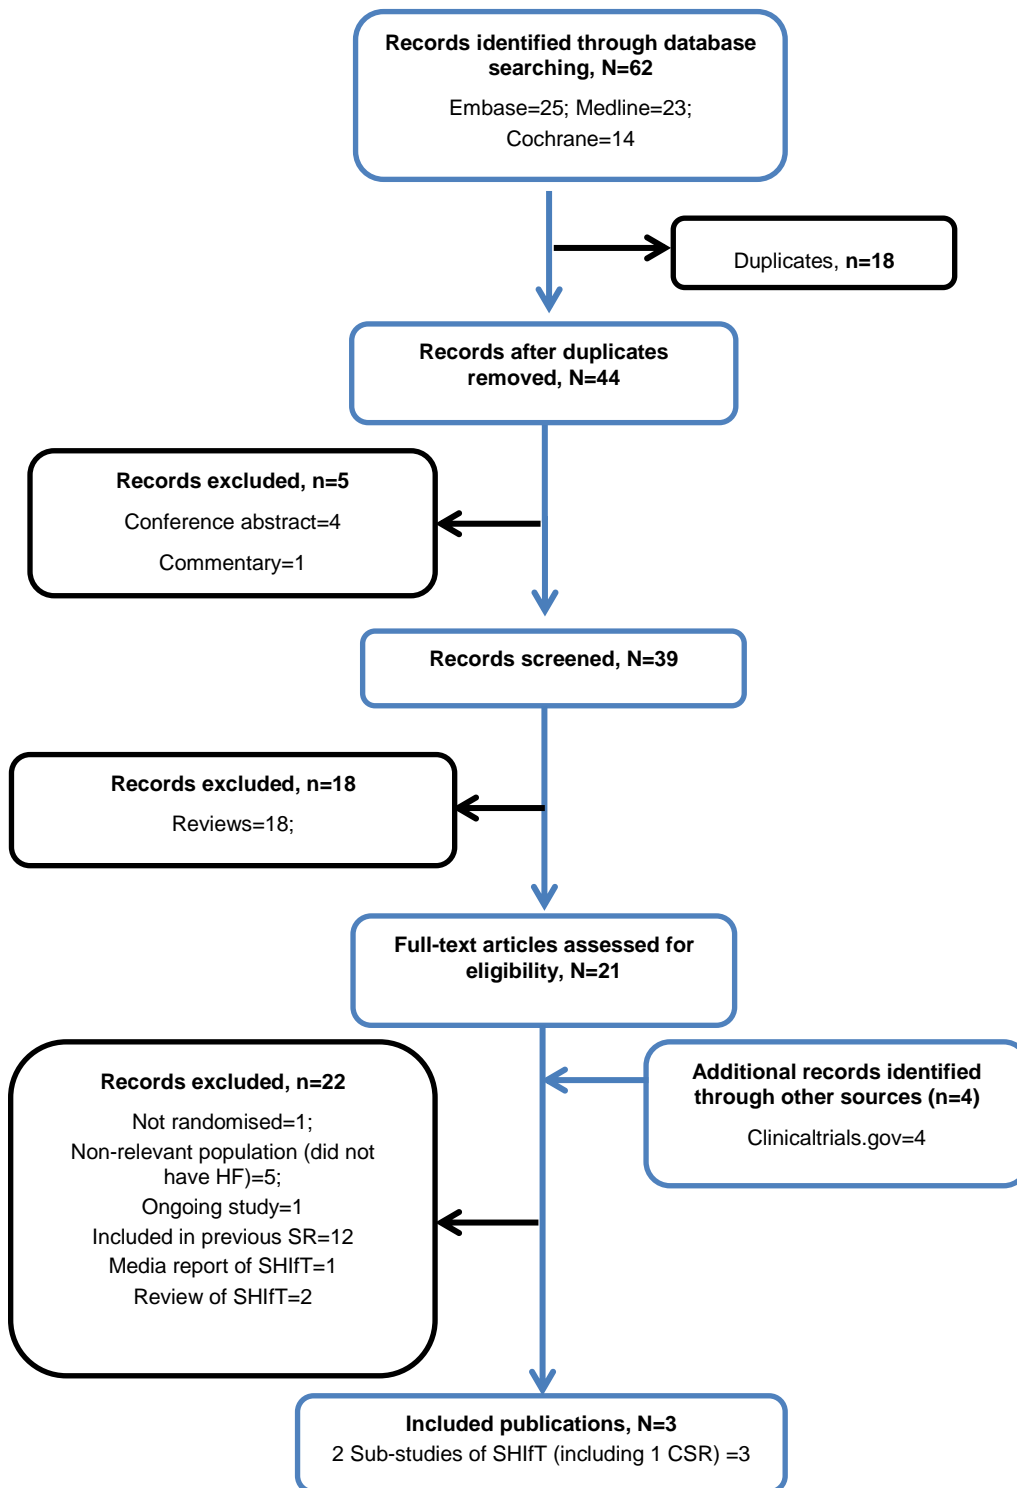 Records identified through database
searching, N=62
Embase=25; Medline=23;
Cochrane=14
Duplicates, n=18
Records after duplicates
removed, N=44
Records excluded, n=5
Conference abstract=4
Commentary=1
Records screened, N=39
Records excluded, n=18
Reviews=18;
Full-text articles assessed for
eligibility, N=21
Additional records identified
through other sources (n=4)
Clinicaltrials.gov=4
Records excluded, n=22
Not randomised=1;
Non-relevant population (did not
have HF)=5;
Ongoing study=1
Included in previous SR=12
Media report of SHIfT=1
Review of SHIfT=2
Included publications, N=3
2 Sub-studies of SHIfT (including 1 CSR) =3